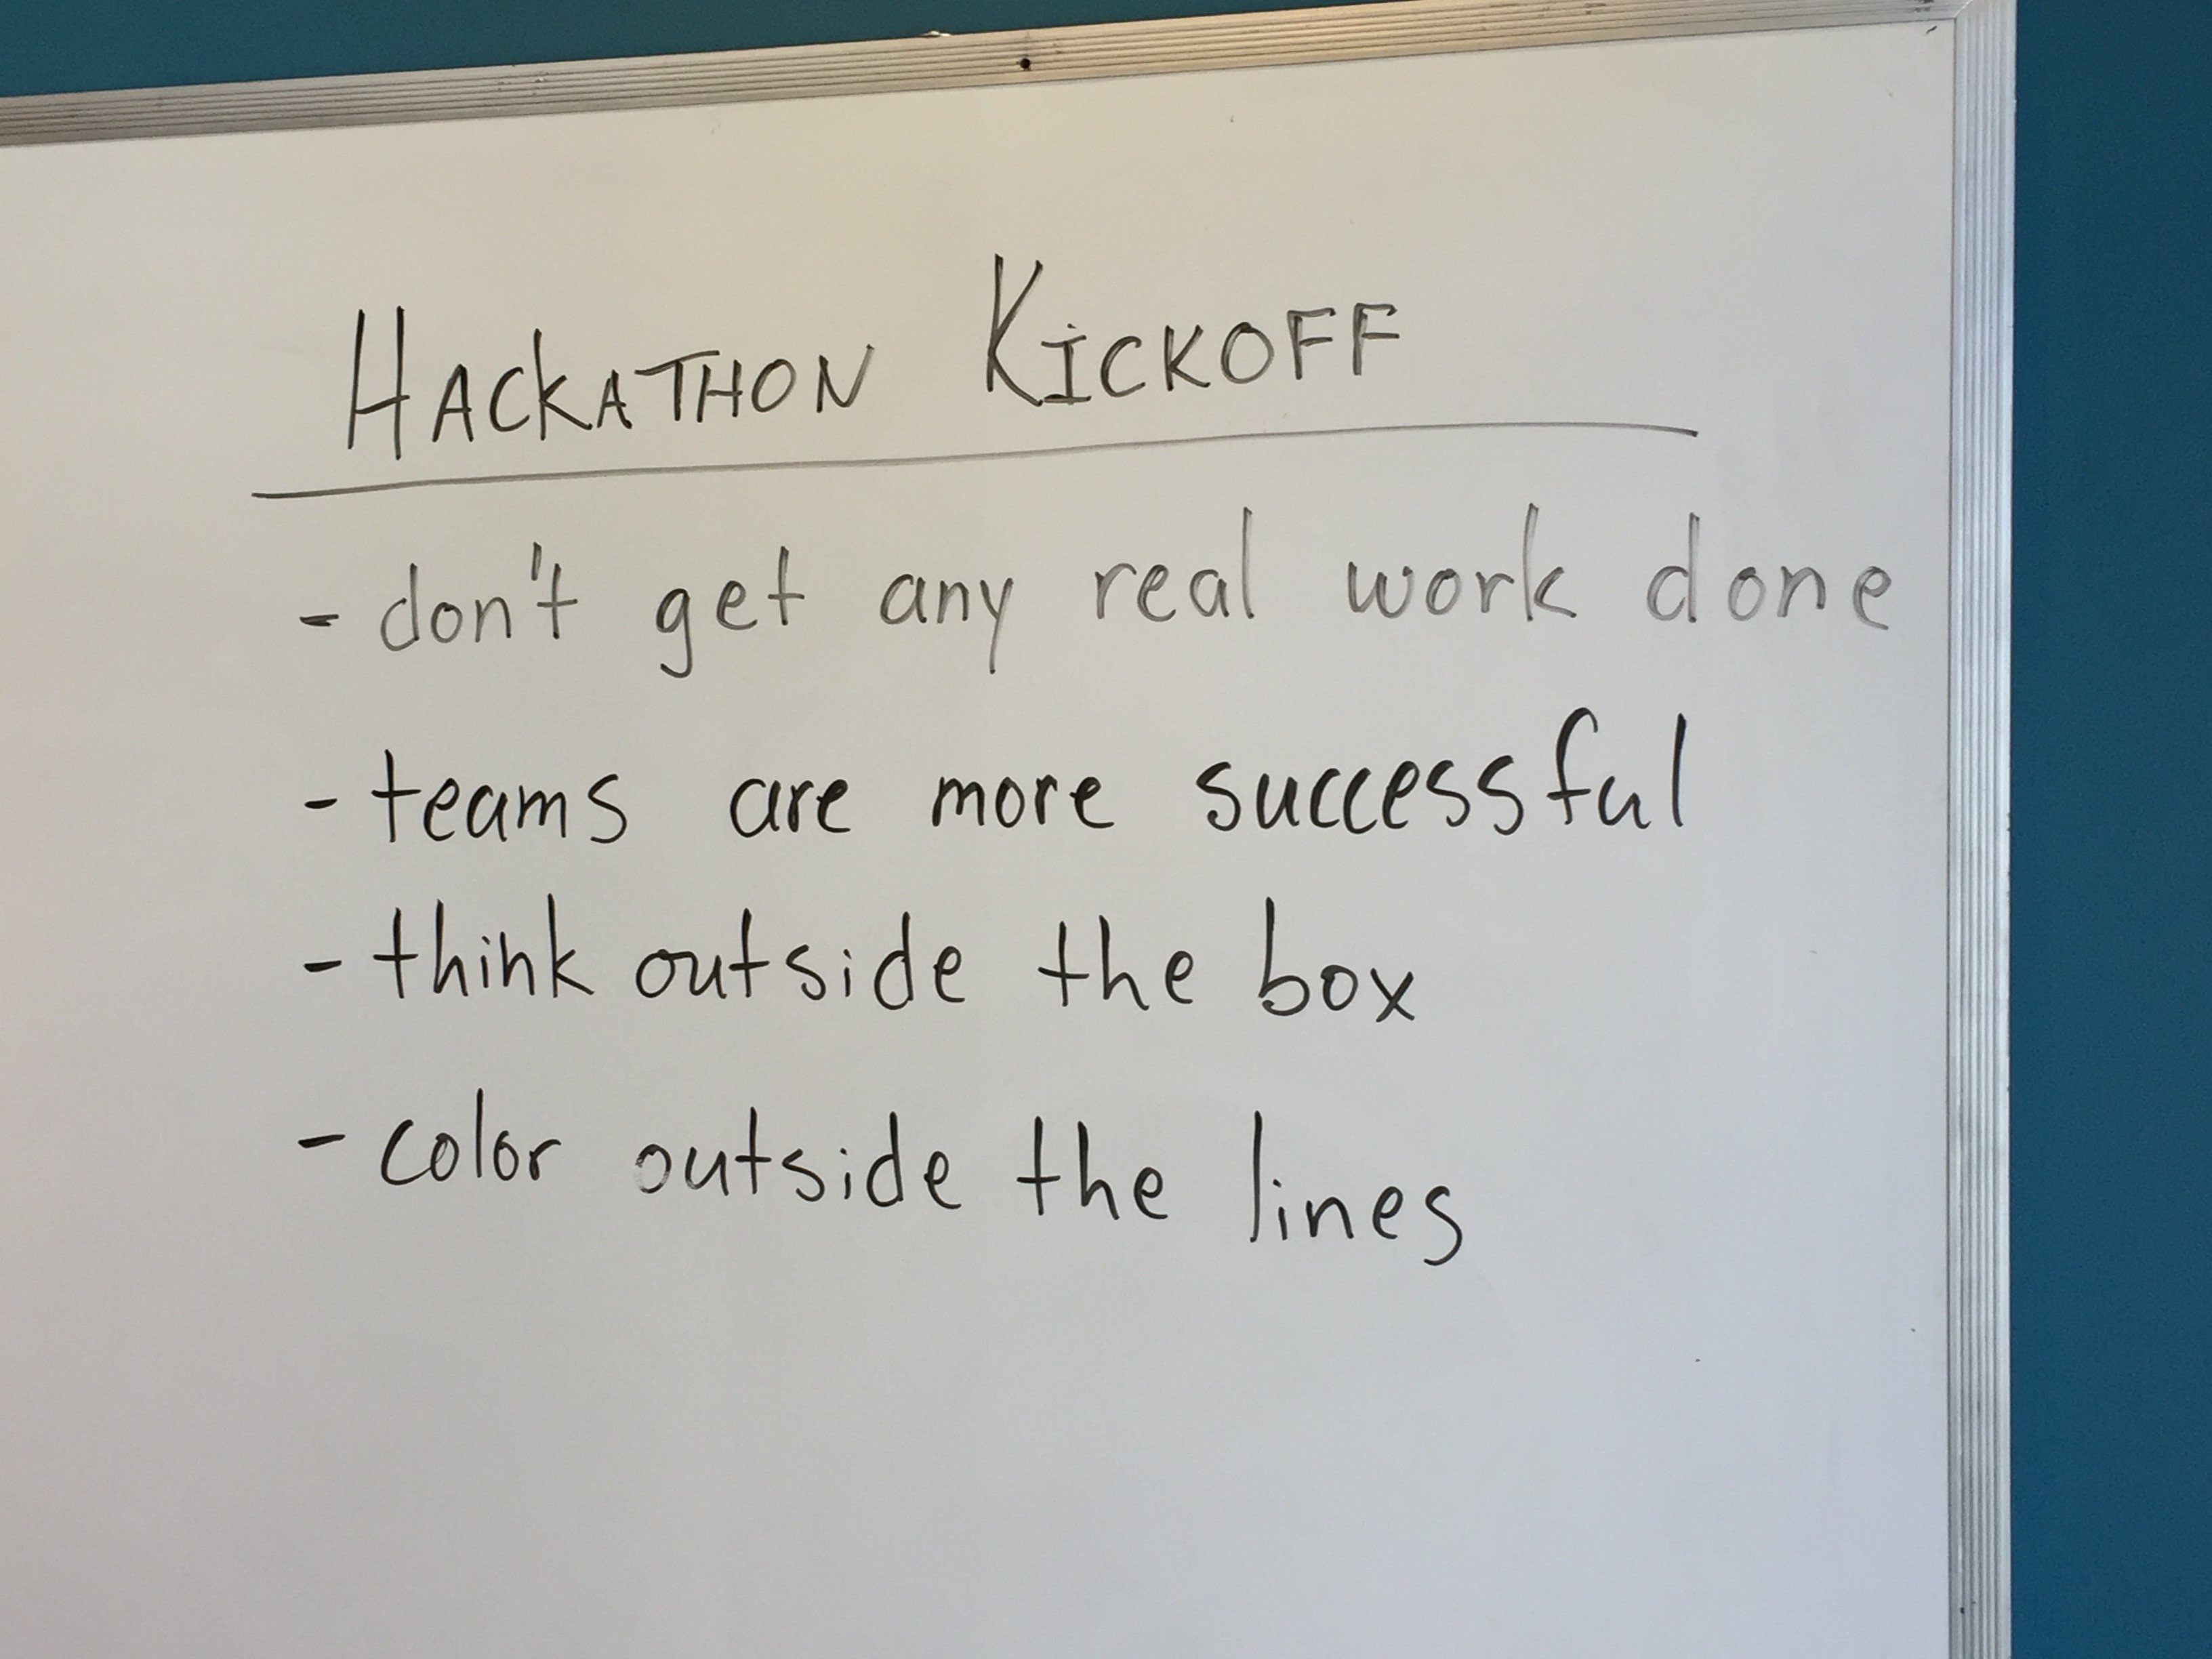 HACKATHON KICKOFF
- don't get any real work done
- teams are more successful
- think outside the box
- color outside the lines